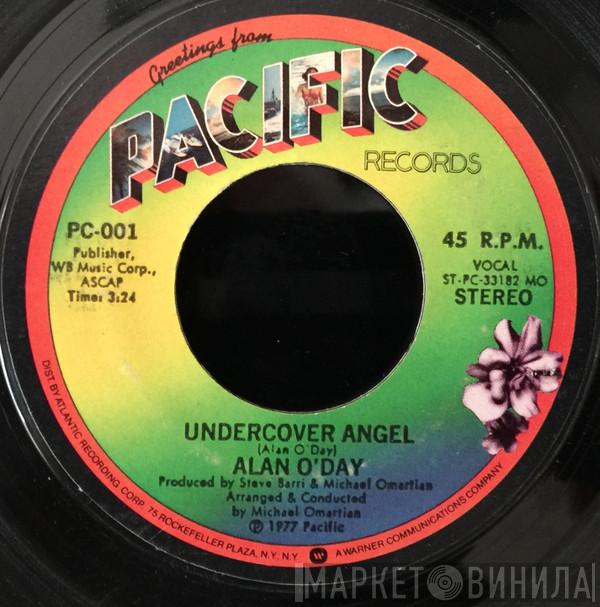 Greetings from
PACIFIC
RECORDS
PC-001
Publisher,
WB Music Corp.,
ASCAP
Time: 3:24
45 R.P.M.
VOCAL
ST-PC-33182 MO
STEREO
UNDERCOVER ANGEL
(Alan O'Day)
ALAN O'DAY
Produced by Steve Barri & Michael Omartian
Arranged & Conducted
by Michael Omartian
℗ 1977 Pacific
DIST. BY ATLANTIC RECORDING CORP. 75 ROCKEFELLER PLAZA, N.Y., N.Y. W A WARNER COMMUNICATIONS COMPANY
МАРКЕТ ВИНИЛА